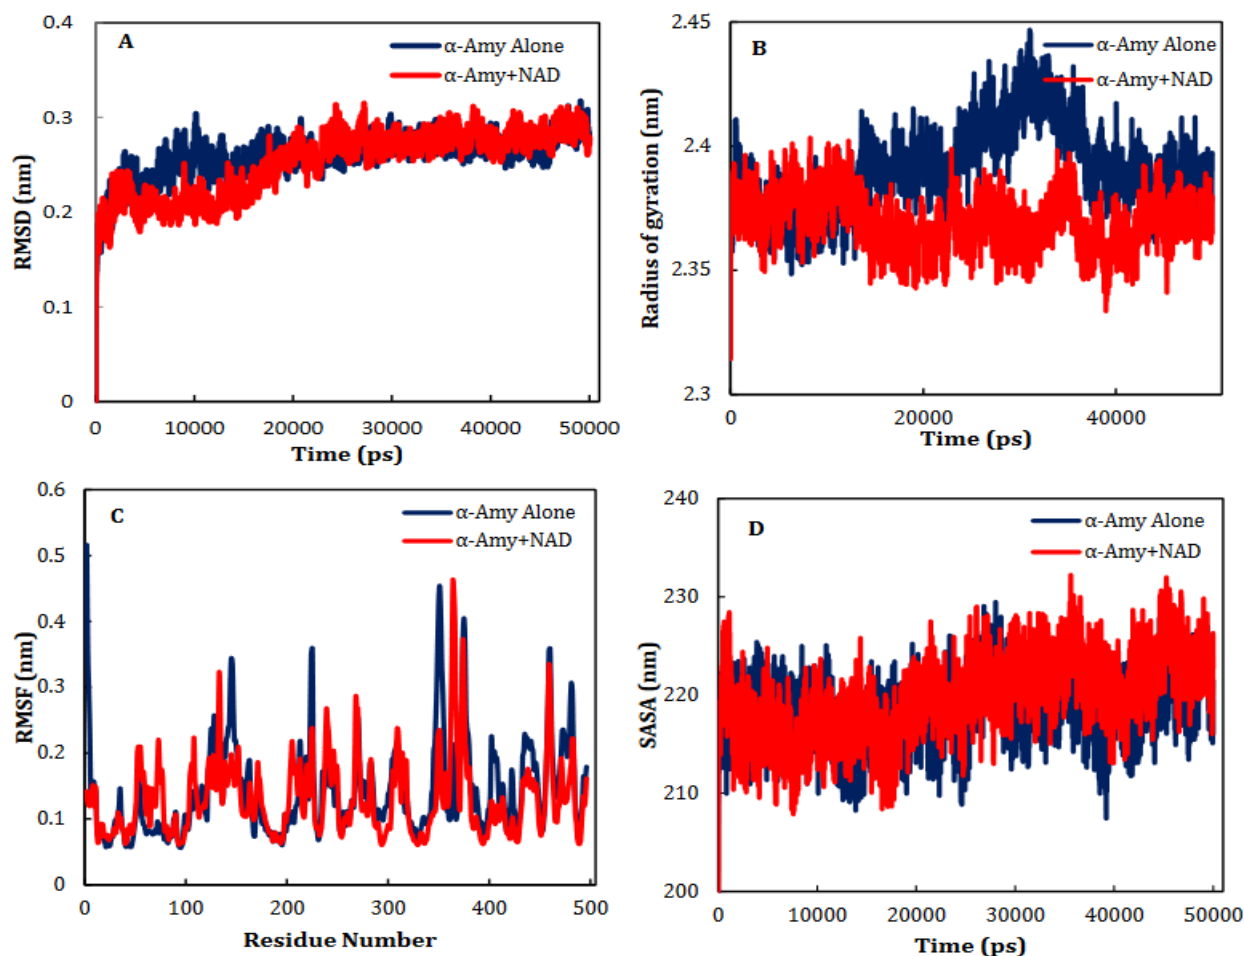 A
α-Amy Alone
α-Amy+NAD
RMSD (nm)
0.4
0.3
0.2
0.1
0
0 10000 20000 30000 40000 50000
Time (ps)
B
α-Amy Alone
α-Amy+NAD
Radius of gyration (nm)
2.45
2.4
2.35
2.3
0 20000 40000
Time (ps)
C
α-Amy Alone
α-Amy+NAD
RMSF (nm)
0.6
0.5
0.4
0.3
0.2
0.1
0
0 100 200 300 400 500
Residue Number
D
α-Amy Alone
α-Amy+NAD
SASA (nm)
240
230
220
210
200
0 10000 20000 30000 40000 50000
Time (ps)